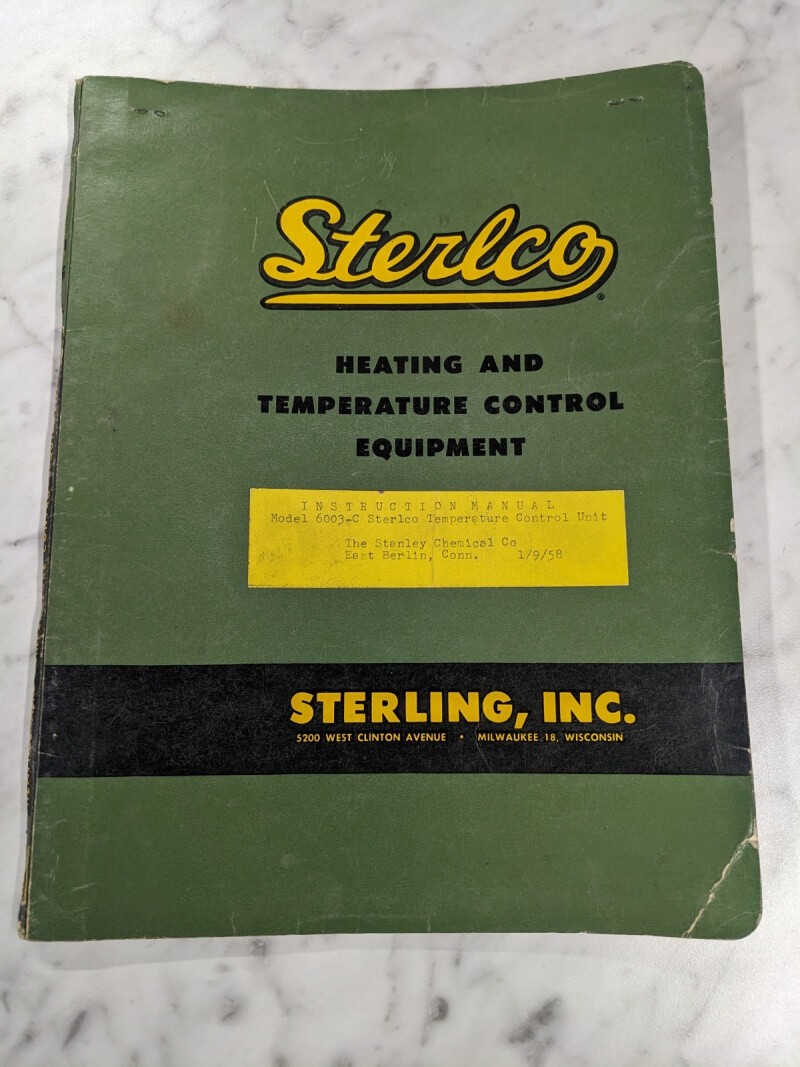 Sterlco
®
HEATING AND
TEMPERATURE CONTROL
EQUIPMENT
INSTRUCTION MANUAL
Model 6003-C Sterlco Temperature Control Unit
The Stanley Chemical Co
East Berlin, Conn. 1/9/58
STERLING, INC.
5200 WEST CLINTON AVENUE • MILWAUKEE 18, WISCONSIN